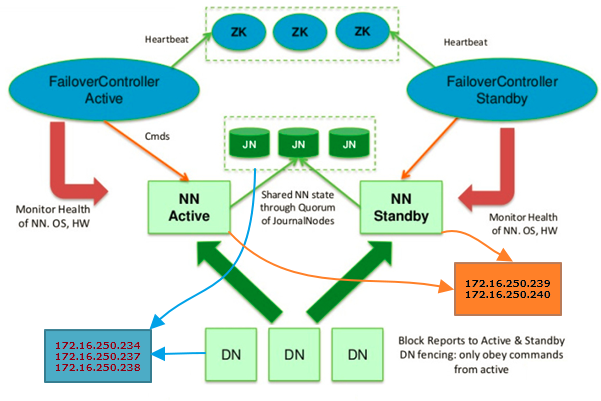 ZK
ZK
ZK
Heartbeat
Heartbeat
FailoverController
Active
FailoverController
Standby
Cmds
JN
JN
JN
NN
Active
Shared NN state
through Quorum
of JournalNodes
NN
Standby
Monitor Health
of NN. OS, HW
Monitor Health
of NN. OS, HW
172.16.250.239
172.16.250.240
172.16.250.234
172.16.250.237
172.16.250.238
DN
DN
DN
Block Reports to Active & Standby
DN fencing: only obey commands
from active